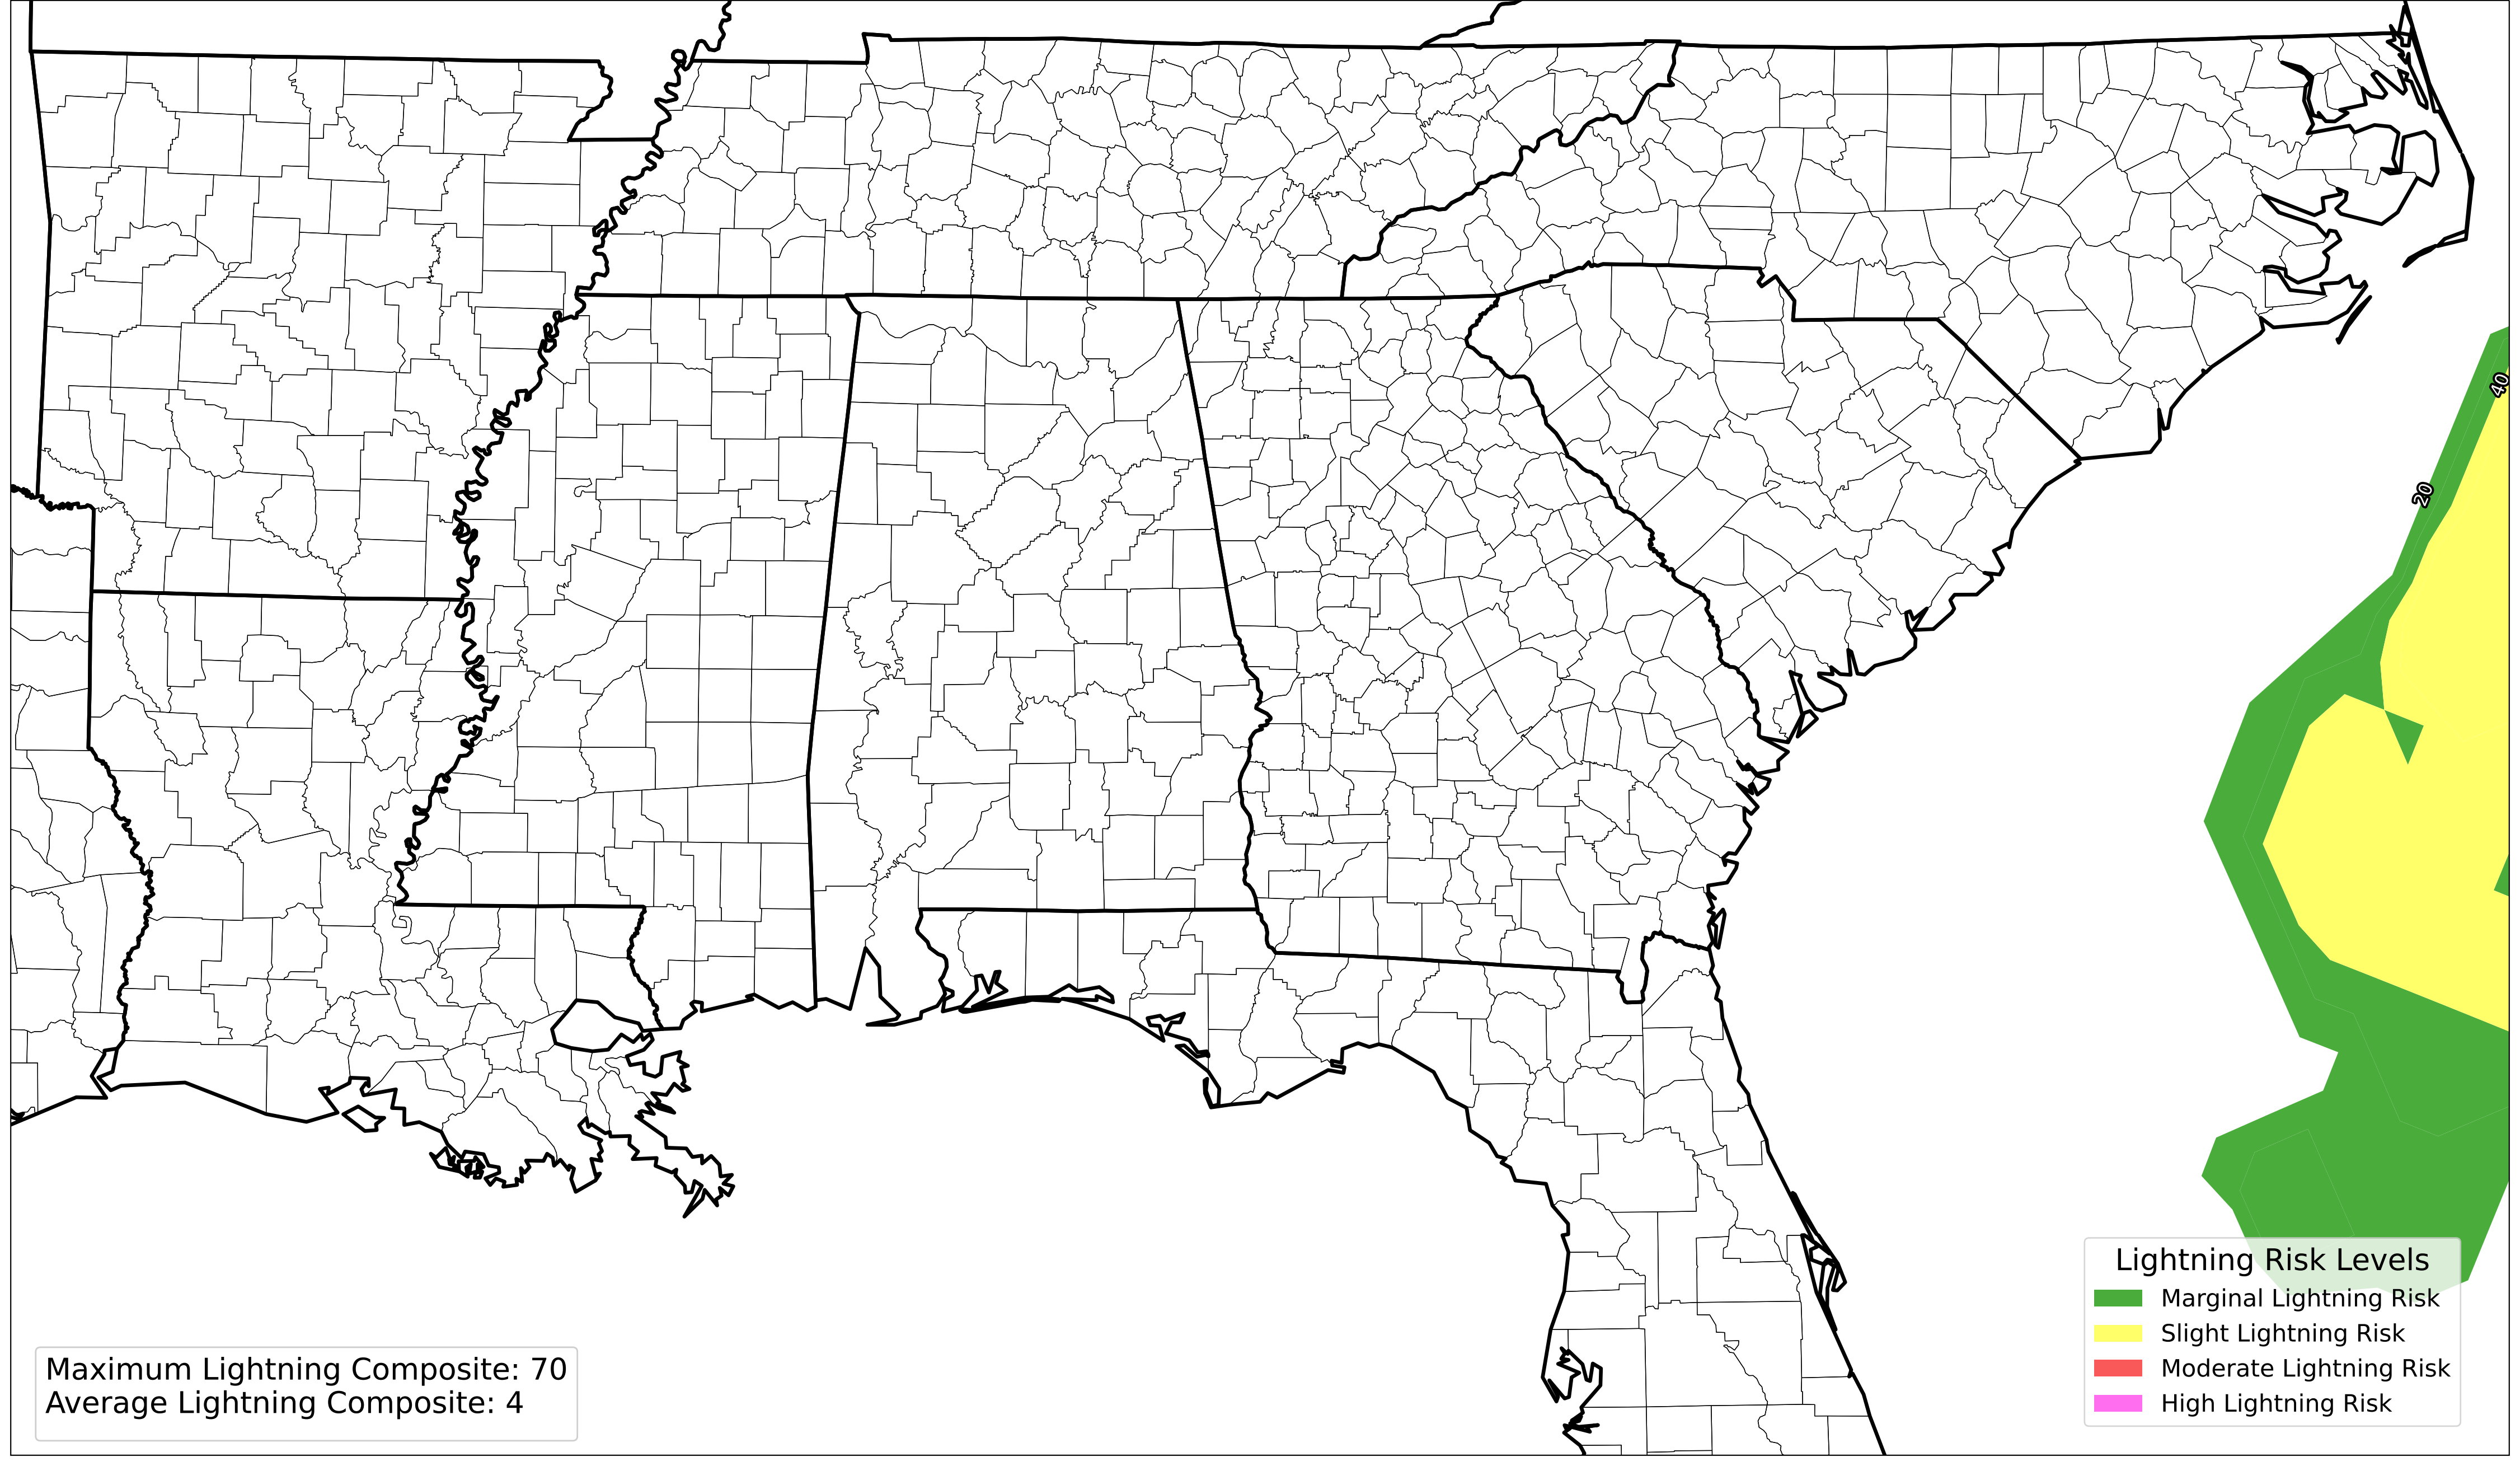 40
20
Lightning Risk Levels
Marginal Lightning Risk
Slight Lightning Risk
Moderate Lightning Risk
High Lightning Risk
Maximum Lightning Composite: 70
Average Lightning Composite: 4